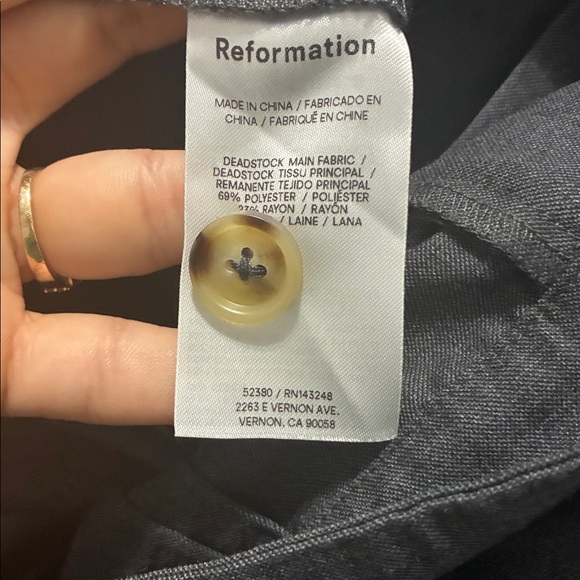 Reformation
MADE IN CHINA / FABRICADO EN
CHINA / FABRIQUÉ EN CHINE
DEADSTOCK MAIN FABRIC /
DEADSTOCK TISSU PRINCIPAL /
REMANENTE TEJIDO PRINCIPAL
69% POLYESTER / POLIÉSTER
RAYON / RAYÓN
/ LAINE / LANA
52380 / RN143248
2263 E VERNON AVE.
VERNON, CA 90058